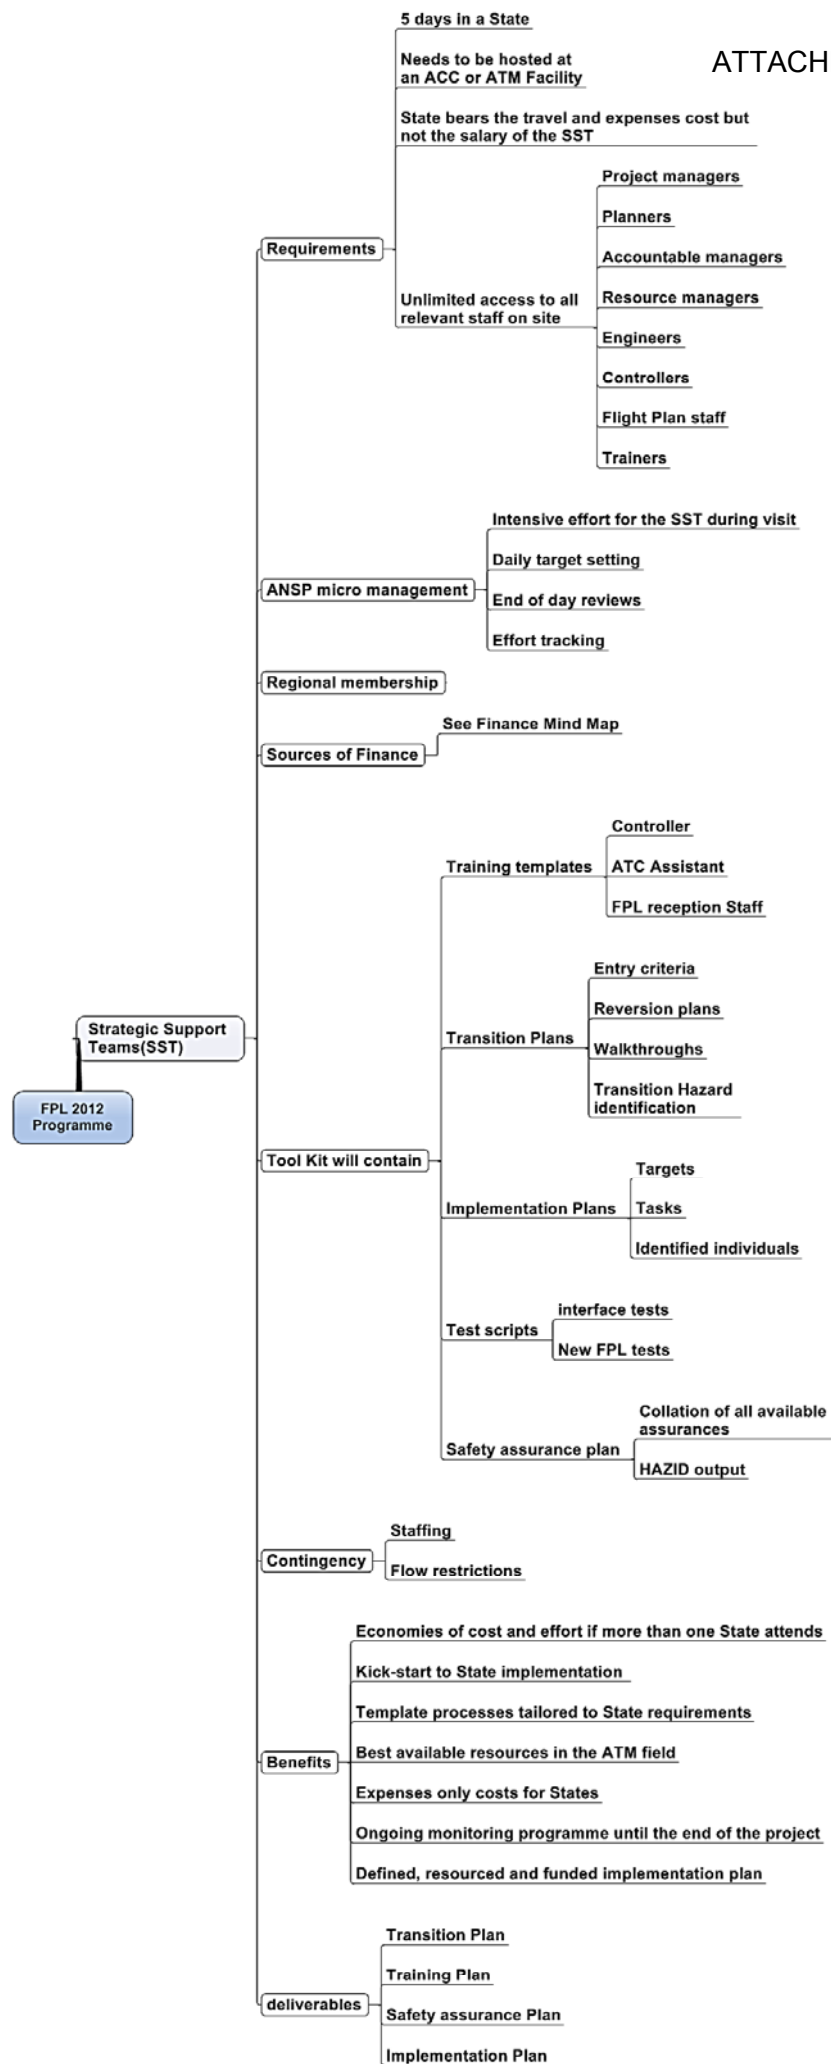 ATTACH
5 days in a State
Needs to be hosted at
an ACC or ATM Facility
State bears the travel and expenses cost but
not the salary of the SST
Project managers
Planners
Accountable managers
Requirements
Unlimited access to all
relevant staff on site
Resource managers
Engineers
Controllers
Flight Plan staff
Trainers
Intensive effort for the SST during visit
Daily target setting
ANSP micro management
End of day reviews
Effort tracking
Regional membership
See Finance Mind Map
Sources of Finance
Controller
Training templates
ATC Assistant
FPL reception Staff
Entry criteria
Reversion plans
Strategic Support
Teams(SST)
Transition Plans
Walkthroughs
Transition Hazard
identification
FPL 2012
Programme
Tool Kit will contain
Targets
Implementation Plans
Tasks
Identified individuals
interface tests
Test scripts
New FPL tests
Collation of all available
assurances
Safety assurance plan
HAZID output
Staffing
Contingency
Flow restrictions
Economies of cost and effort if more than one State attends
Kick-start to State implementation
Template processes tailored to State requirements
Benefits
Best available resources in the ATM field
Expenses only costs for States
Ongoing monitoring programme until the end of the project
Defined, resourced and funded implementation plan
Transition Plan
Training Plan
deliverables
Safety assurance Plan
Implementation Plan